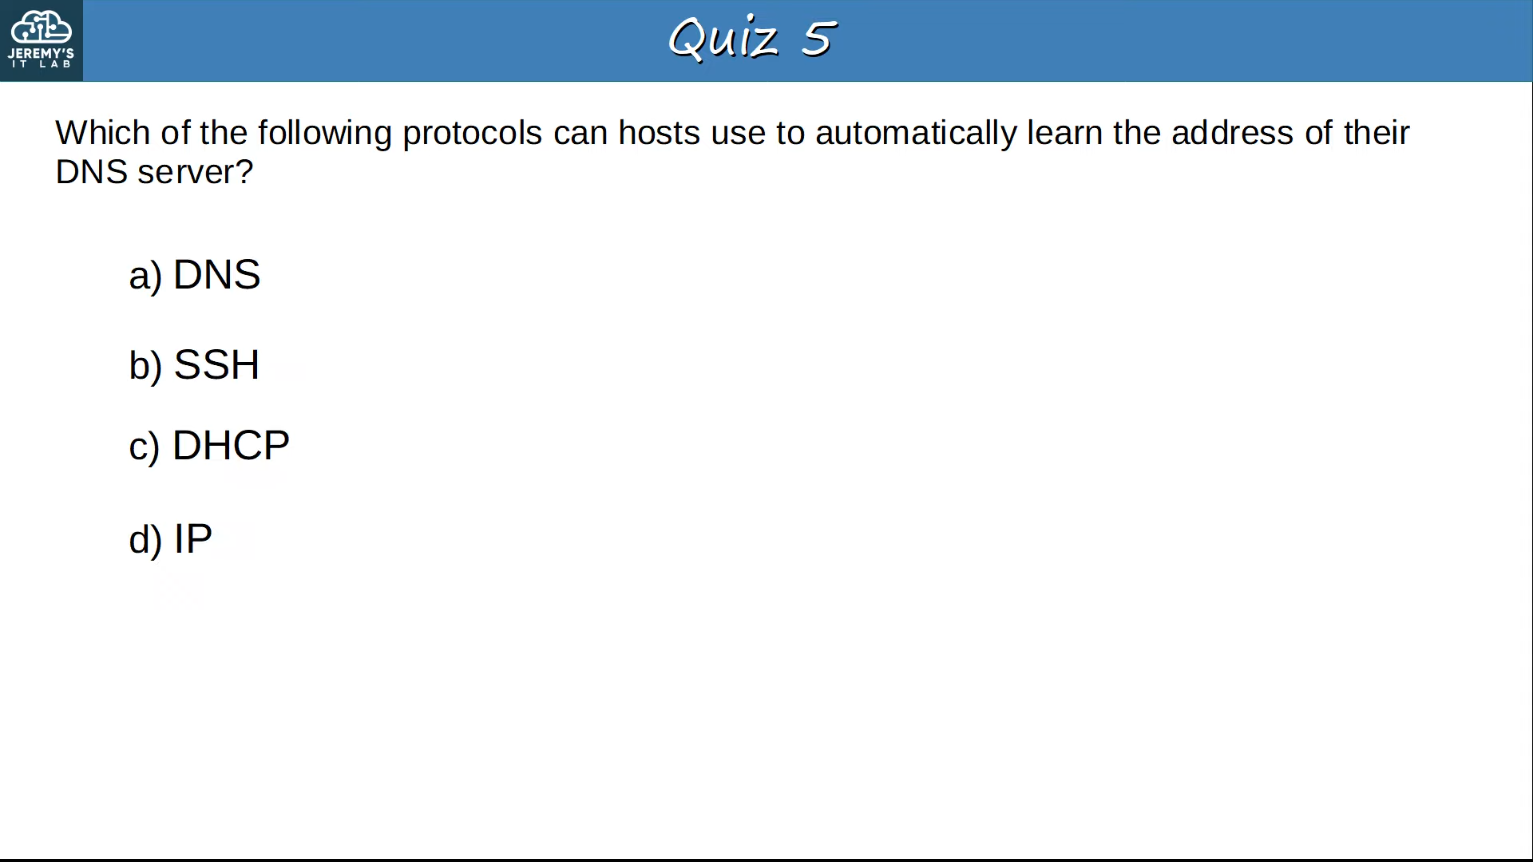 JEREMY'S
IT LAB
Quiz 5
Which of the following protocols can hosts use to automatically learn the address of their
DNS server?
a) DNS
b) SSH
c) DHCP
d) IP